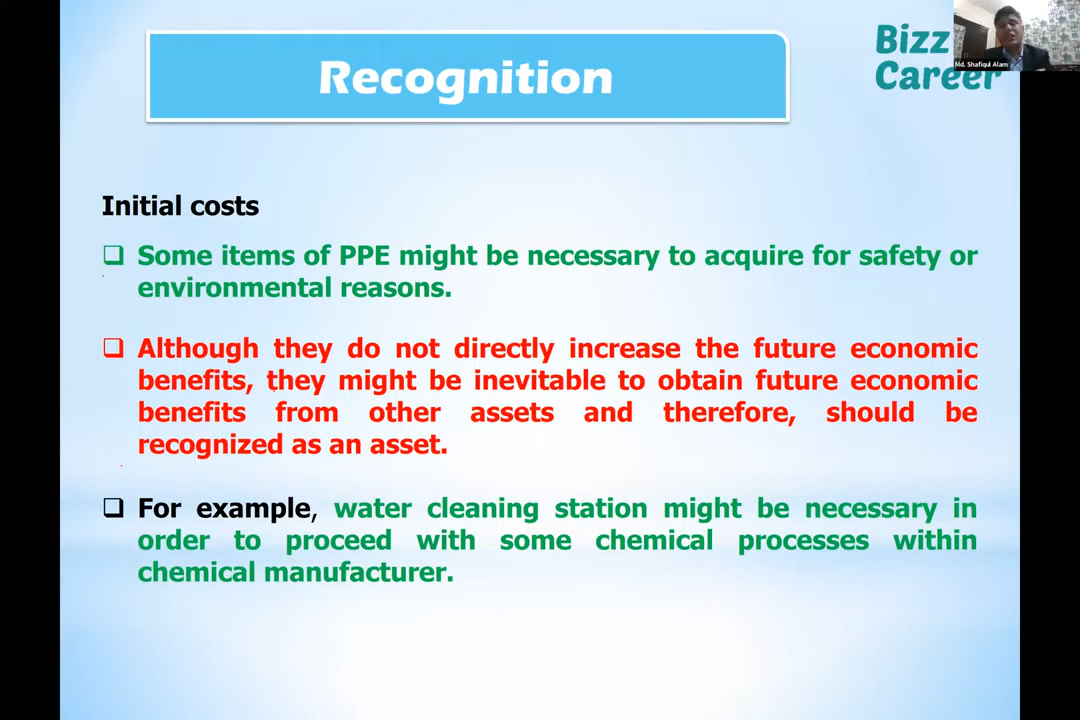 Recognition
Bizz
Career
Md. Shafiqul Alam
Initial costs
❑ Some items of PPE might be necessary to acquire for safety or
environmental reasons.
❑ Although they do not directly increase the future economic
benefits, they might be inevitable to obtain future economic
benefits from other assets and therefore, should be
recognized as an asset.
❑ For example, water cleaning station might be necessary in
order to proceed with some chemical processes within
chemical manufacturer.